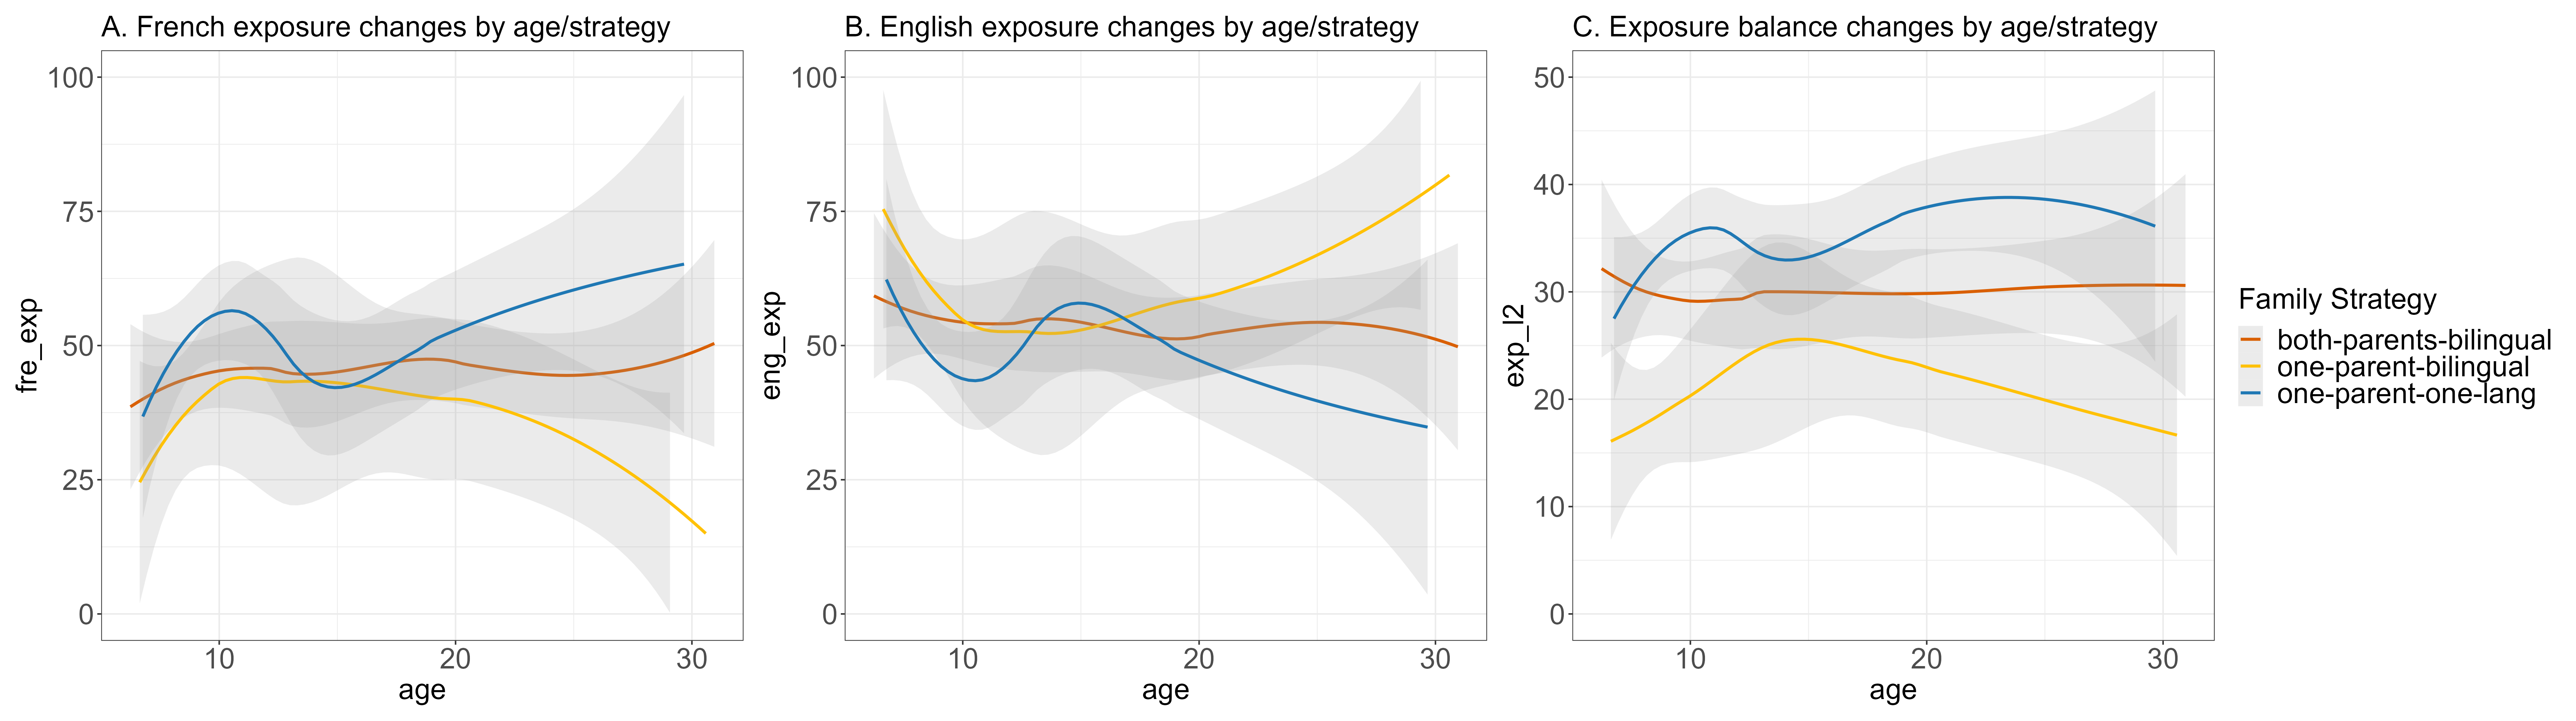 A. French exposure changes by age/strategy
100
75
50
25
0
fre_exp
10 20 30
age
B. English exposure changes by age/strategy
100
75
50
25
0
eng_exp
10 20 30
age
C. Exposure balance changes by age/strategy
50
40
30
20
10
0
exp_l2
10 20 30
age
Family Strategy
both-parents-bilingual
one-parent-bilingual
one-parent-one-lang